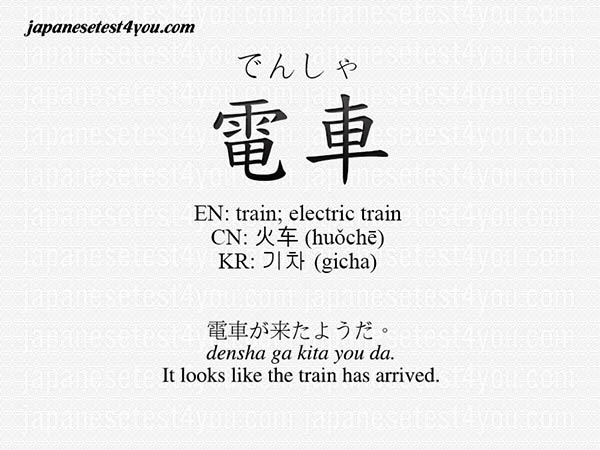 japanesetest4you.com
でんしゃ
電車
EN: train; electric train
CN: 火车 (huǒchē)
KR: 기차 (gicha)
電車が来たようだ。
densha ga kita you da.
It looks like the train has arrived.